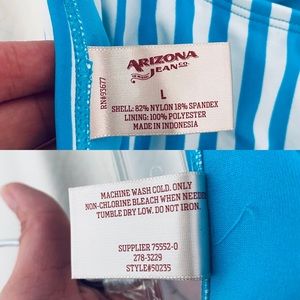 ARIZONA
JEAN CO.
RN#93677
L
SHELL: 82% NYLON 18% SPANDEX
LINING: 100% POLYESTER
MADE IN INDONESIA
MACHINE WASH COLD. ONLY
NON-CHLORINE BLEACH WHEN NEEDE
TUMBLE DRY LOW. DO NOT IRON.
SUPPLIER 75552-0
278-3229
STYLE#50235